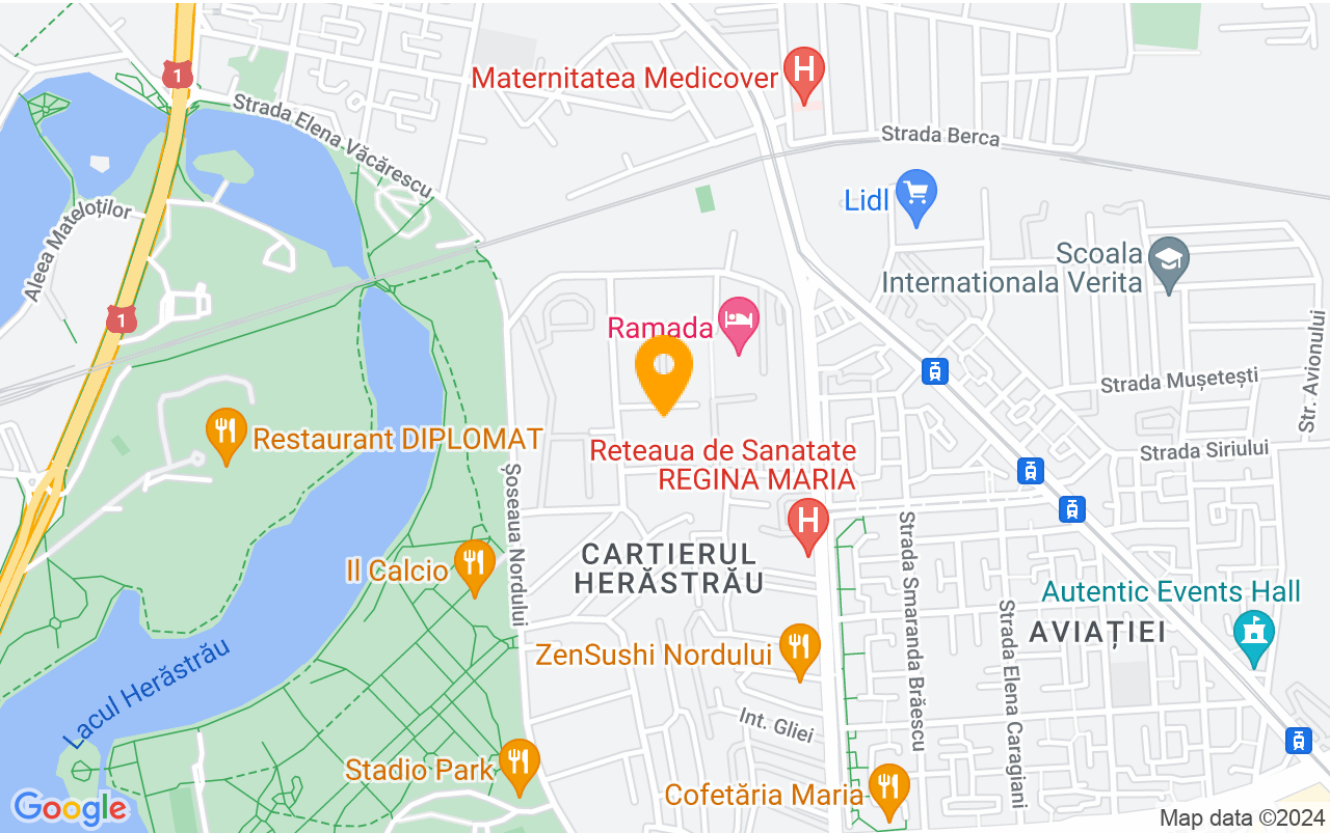 1
Maternitatea Medicover
H
Strada Elena Văcărescu
Strada Berca
Lidl
Aleea Mateloților
Scoala
Internationala Verita
1
Ramada
Str. Avionului
Strada Mușetești
Restaurant DIPLOMAT
Reteaua de Sanatate
REGINA MARIA
Strada Siriului
Șoseaua Nordului
H
Strada Smaranda Brăescu
CARTIERUL
HERĂSTRĂU
Il Calcio
Autentic Events Hall
Strada Elena Caragiani
AVIAȚIEI
ZenSushi Nordului
Lacul Herăstrău
Int. Gliei
Stadio Park
Cofetăria Maria
Google
Map data ©2024